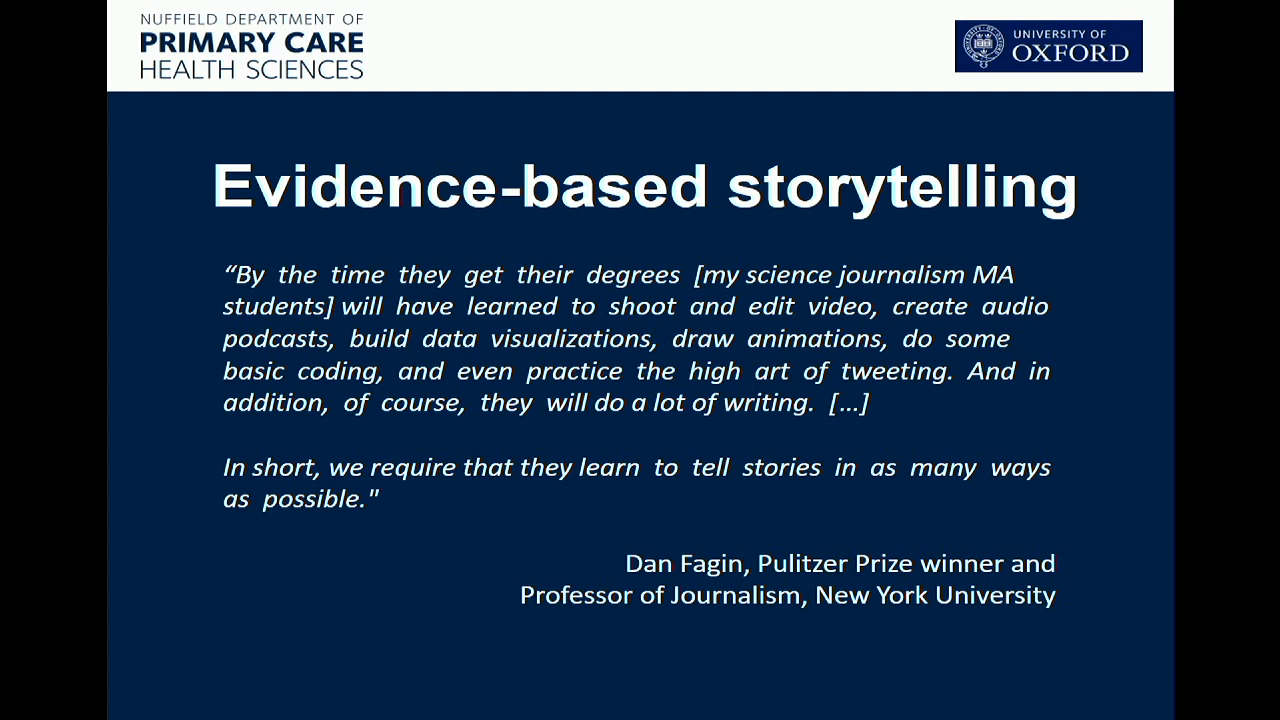 NUFFIELD DEPARTMENT OF
PRIMARY CARE
HEALTH SCIENCES
UNIVERSITY OF
OXFORD
Evidence-based storytelling
“By the time they get their degrees [my science journalism MA
students] will have learned to shoot and edit video, create audio
podcasts, build data visualizations, draw animations, do some
basic coding, and even practice the high art of tweeting. And in
addition, of course, they will do a lot of writing. […]
In short, we require that they learn to tell stories in as many ways
as possible."
Dan Fagin, Pulitzer Prize winner and
Professor of Journalism, New York University